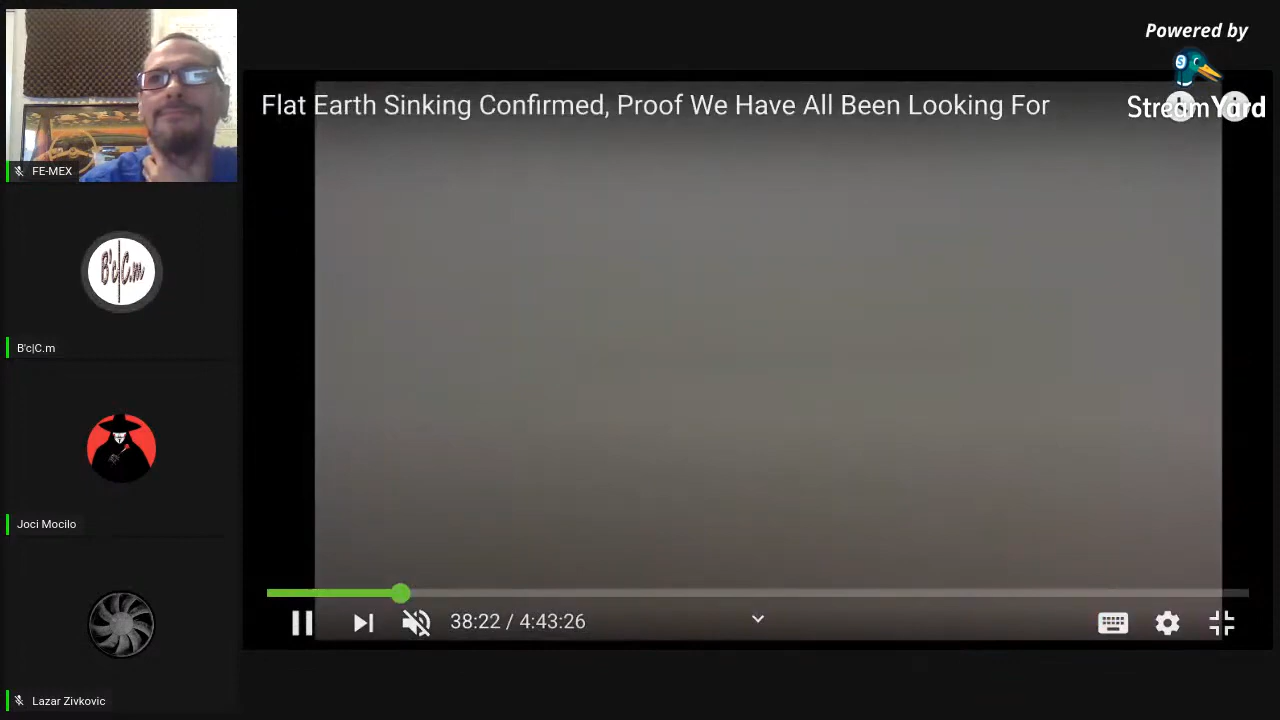 Powered by
S
StreamYard
Flat Earth Sinking Confirmed, Proof We Have All Been Looking For
FE-MEX
B'c|C.m
B'c|C.m
Joci Mocilo
38:22 / 4:43:26
Lazar Zivkovic